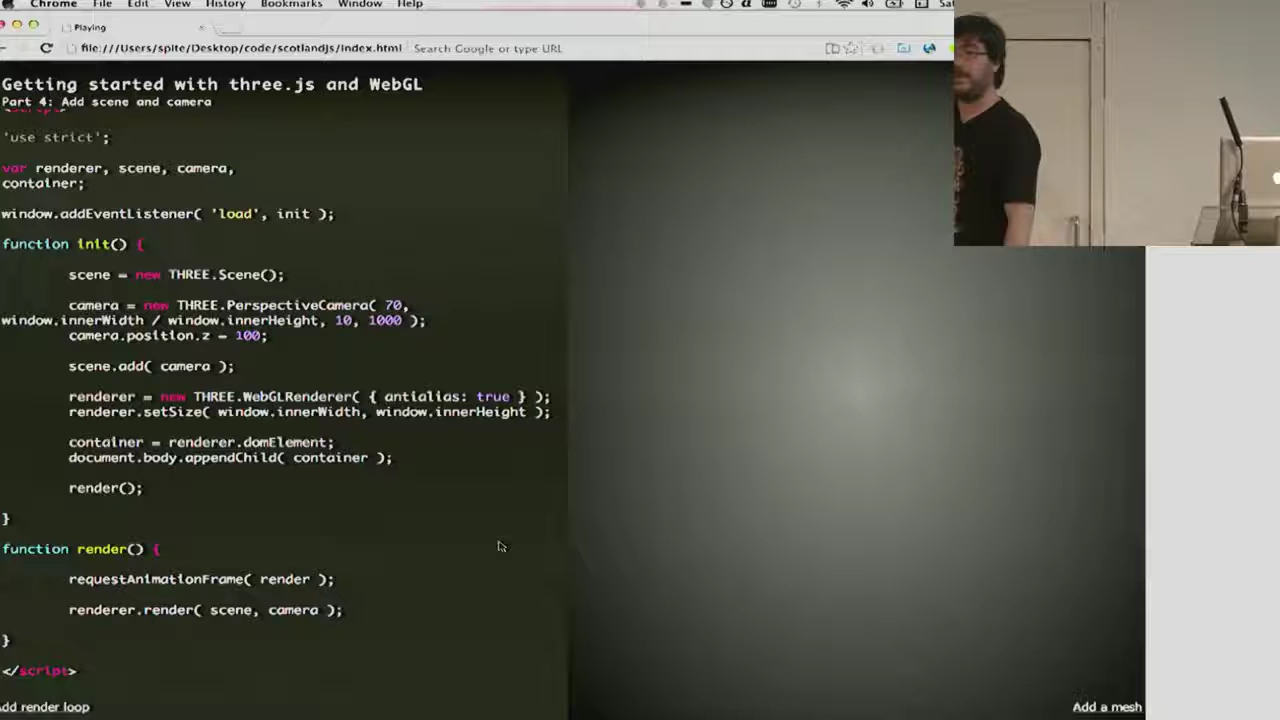 Chrome File Edit View History Bookmarks Window Help
Playing
file:///Users/spite/Desktop/code/scotlandjs/index.html Search Google or type URL
Getting started with three.js and WebGL
Part 4: Add scene and camera
<script>
'use strict';
var renderer, scene, camera,
container;
window.addEventListener( 'load', init );
function init() {
scene = new THREE.Scene();
camera = new THREE.PerspectiveCamera( 70,
window.innerWidth / window.innerHeight, 10, 1000 );
camera.position.z = 100;
scene.add( camera );
renderer = new THREE.WebGLRenderer( { antialias: true } );
renderer.setSize( window.innerWidth, window.innerHeight );
container = renderer.domElement;
document.body.appendChild( container );
render();
}
function render() {
requestAnimationFrame( render );
renderer.render( scene, camera );
}
</script>
Add render loop
Add a mesh